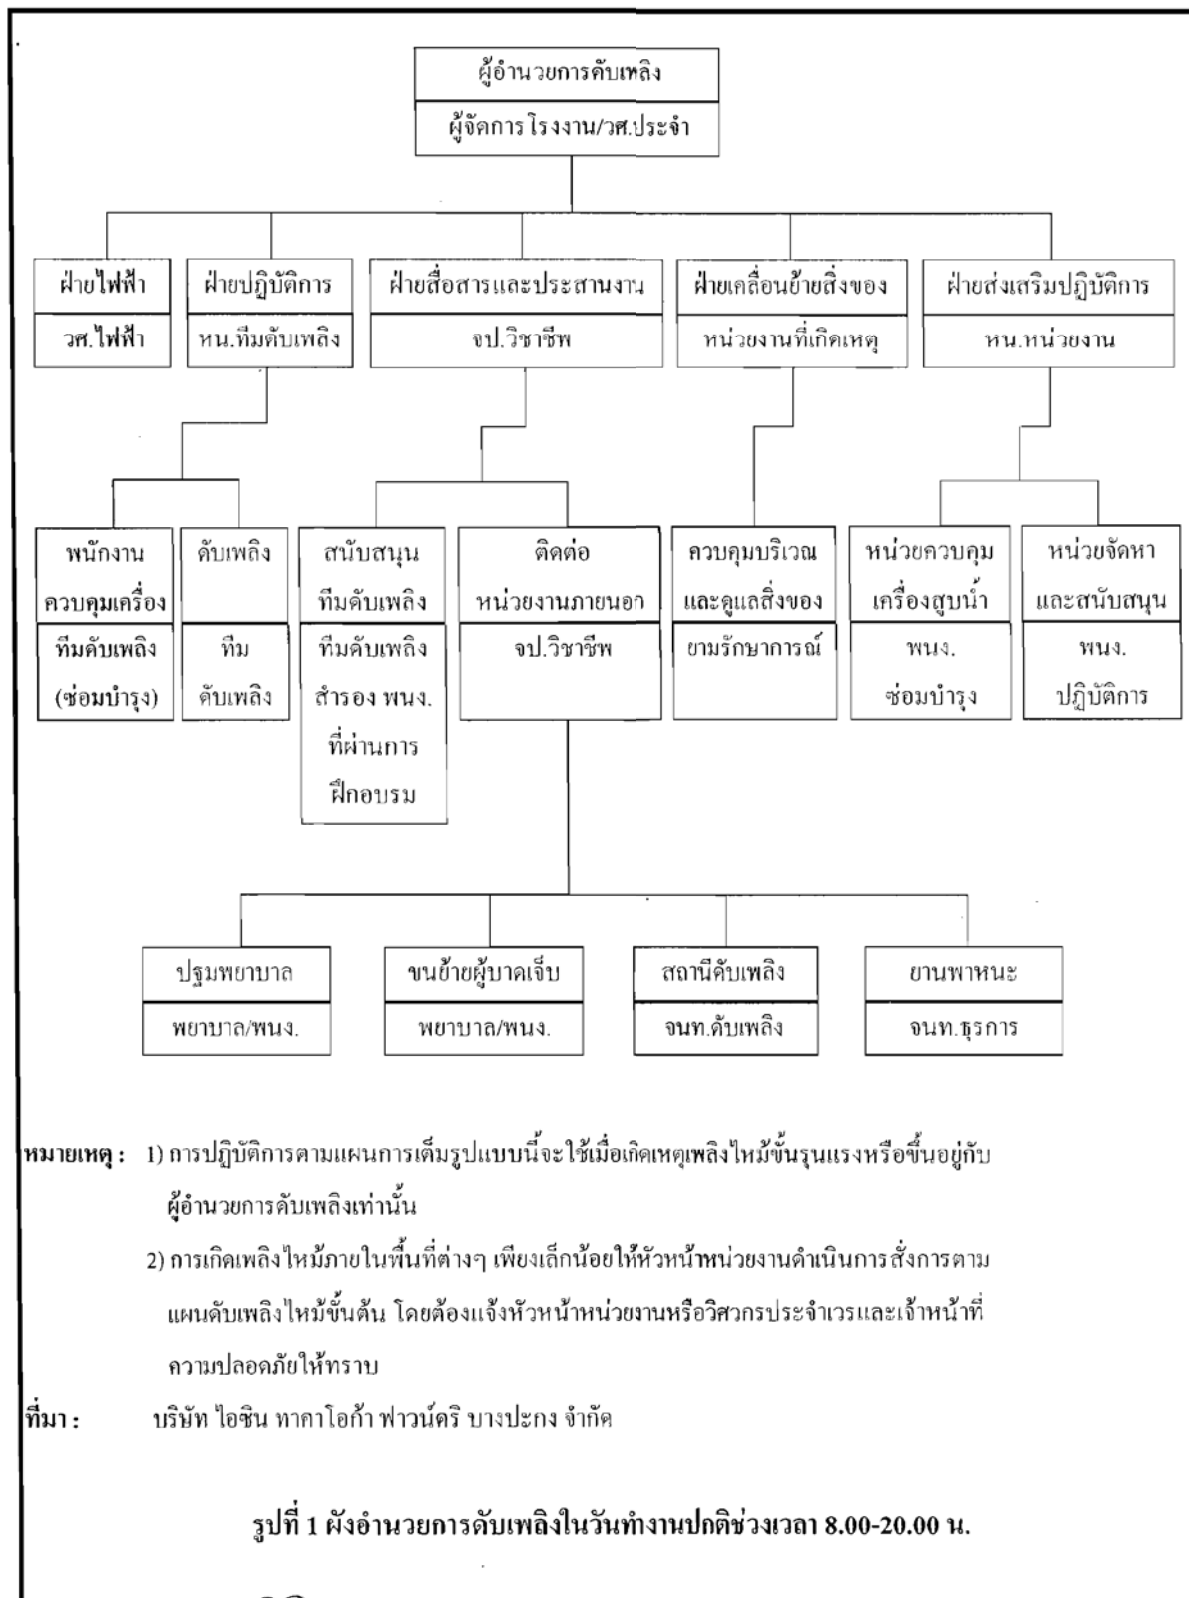 ผู้อำนวยการดับเพลิง
ผู้จัดการโรงงาน/วศ.ประจำ
ฝ่ายไฟฟ้า
วศ.ไฟฟ้า
ฝ่ายปฏิบัติการ
หน.ทีมดับเพลิง
ฝ่ายสื่อสารและประสานงาน
จป.วิชาชีพ
ฝ่ายเคลื่อนย้ายสิ่งของ
หน่วยงานที่เกิดเหตุ
ฝ่ายส่งเสริมปฏิบัติการ
หน.หน่วยงาน
พนักงาน
ควบคุมเครื่อง
ทีมดับเพลิง
(ซ่อมบำรุง)
ดับเพลิง
ทีม
ดับเพลิง
สนับสนุน
ทีมดับเพลิง
ทีมดับเพลิง
สำรอง พนง.
ที่ผ่านการ
ฝึกอบรม
ติดต่อ
หน่วยงานภายนอก
จป.วิชาชีพ
ควบคุมบริเวณ
และดูแลสิ่งของ
ยามรักษาการณ์
หน่วยควบคุม
เครื่องสูบน้ำ
พนง.
ซ่อมบำรุง
หน่วยจัดหา
และสนับสนุน
พนง.
ปฏิบัติการ
ปฐมพยาบาล
พยาบาล/พนง.
ขนย้ายผู้บาดเจ็บ
พยาบาล/พนง.
สถานีดับเพลิง
จนท.ดับเพลิง
ยานพาหนะ
จนท.ธุรการ
หมายเหตุ : 1) การปฏิบัติการตามแผนการเต็มรูปแบบนี้จะใช้เมื่อเกิดเหตุเพลิงไหม้ขั้นรุนแรงหรือขึ้นอยู่กับ
ผู้อำนวยการดับเพลิงเท่านั้น
2) การเกิดเพลิงไหม้ภายในพื้นที่ต่างๆ เพียงเล็กน้อยให้หัวหน้าหน่วยงานดำเนินการสั่งการตาม
แผนดับเพลิงไหม้ขั้นต้น โดยต้องแจ้งหัวหน้าหน่วยงานหรือวิศวกรประจำเวรและเจ้าหน้าที่
ความปลอดภัยให้ทราบ
ที่มา : บริษัท ไอซิน ทาคาโอก้า ฟาวน์ดริ บางปะกง จำกัด
รูปที่ 1 ผังอำนวยการดับเพลิงในวันทำงานปกติช่วงเวลา 8.00-20.00 น.